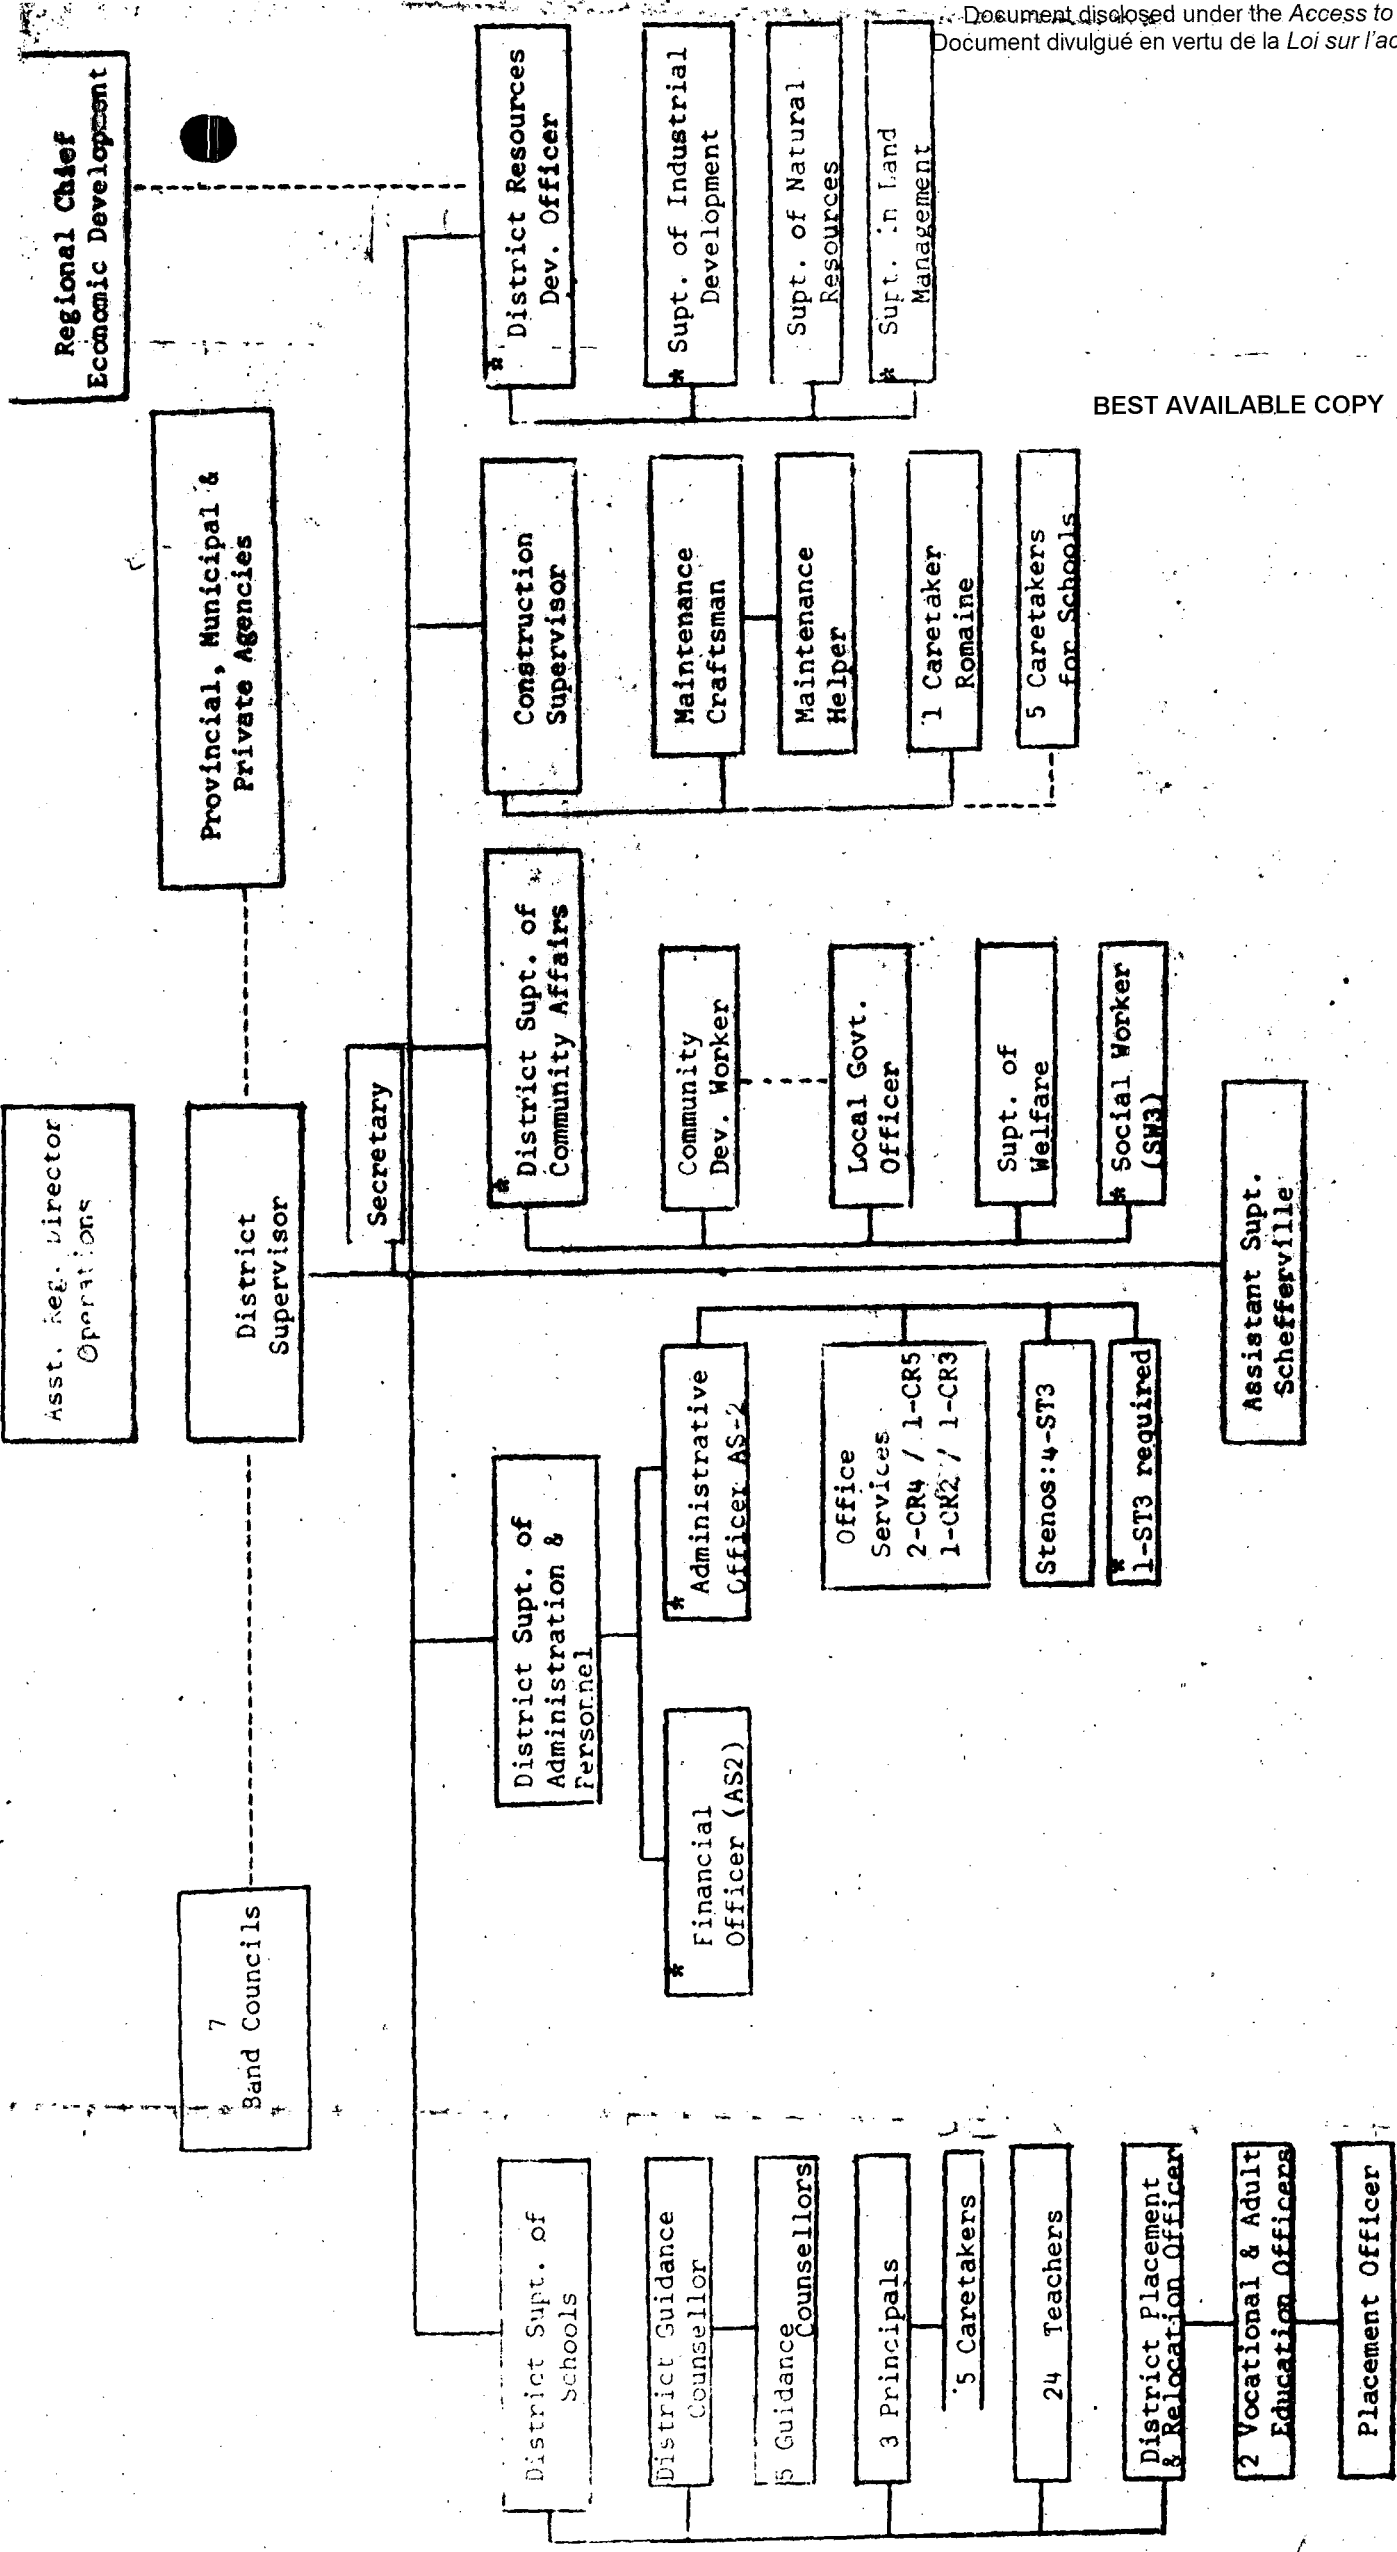 Document disclosed under the Access to
Document divulgué en vertu de la Loi sur l'ac
BEST AVAILABLE COPY
Asst. Reg. Director
Operations
Regional Chief
Economic Development
7
Band Councils
District
Supervisor
Provincial, Municipal &
Private Agencies
Secretary
District Supt. of
Schools
District Guidance
Counsellor
5 Guidance
Counsellors
3 Principals
5 Caretakers
24 Teachers
District Placement
& Relocation Officer
2 Vocational & Adult
Education Officers
Placement Officer
District Supt. of
Administration &
Personnel
*
Financial
Officer (AS2)
*
Administrative
Officer AS-2
Office
Services
2-CR4 / 1-CR5
1-CR2 / 1-CR3
Stenos:4-ST3
*
1-ST3 required
Assistant Supt.
Schefferville
*
District Supt. of
Community Affairs
Community
Dev. Worker
Local Govt.
Officer
Supt. of
Welfare
* Social Worker
(SW3)
Construction
Supervisor
Maintenance
Craftsman
Maintenance
Helper
1 Caretaker
Romaine
5 Caretakers
for Schools
*
District Resources
Dev. Officer
* Supt. of Industrial
Development
Supt. of Natural
Resources
* Supt. in Land
Management